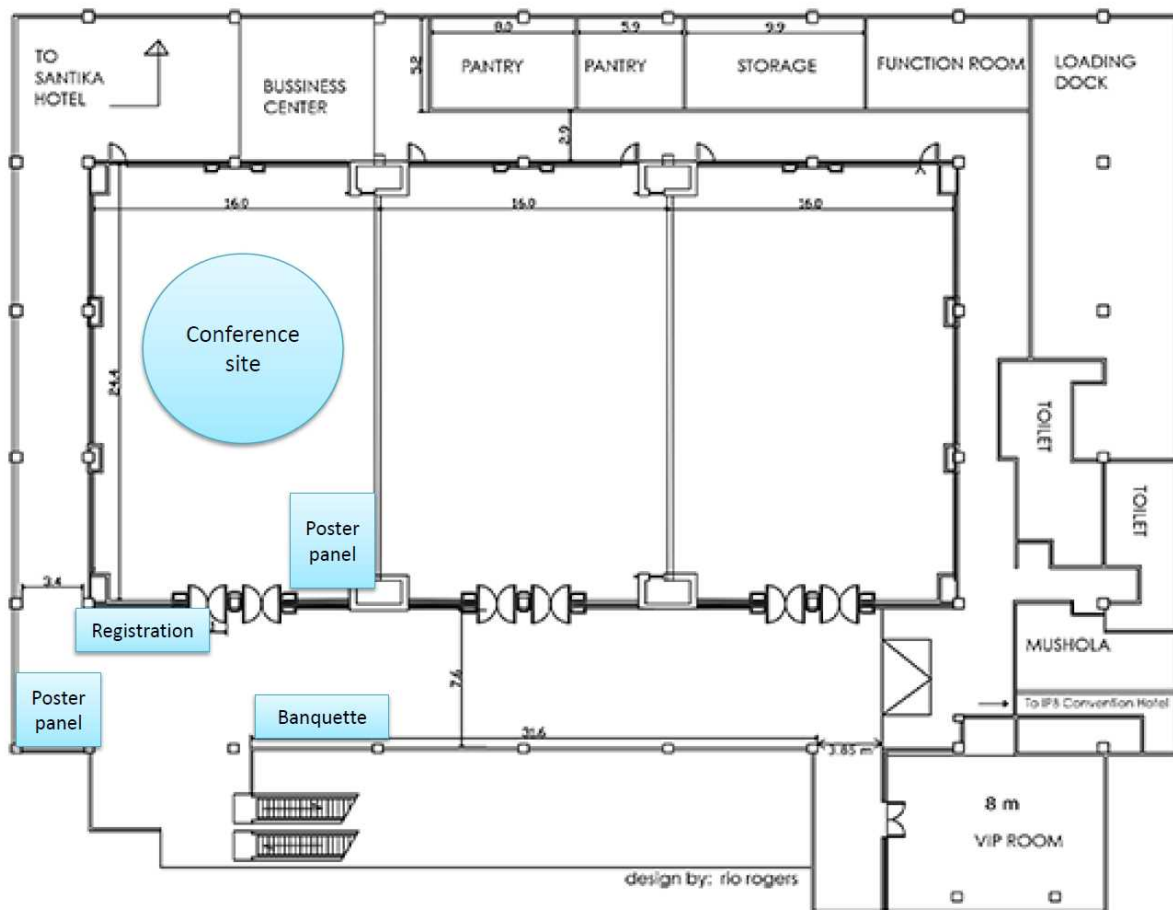 TO
SANTIKA
HOTEL
BUSSINESS
CENTER
8.0
5.9
9.9
5.2
PANTRY
PANTRY
STORAGE
FUNCTION ROOM
LOADING
DOCK
2.9
16.0
16.0
16.0
24.4
Conference
site
TOILET
TOILET
Poster
panel
3.4
Registration
7.6
MUSHOLA
To IPB Convention Hotel
Poster
panel
Banquette
31.6
3.85 m
8 m
VIP ROOM
design by: rio rogers